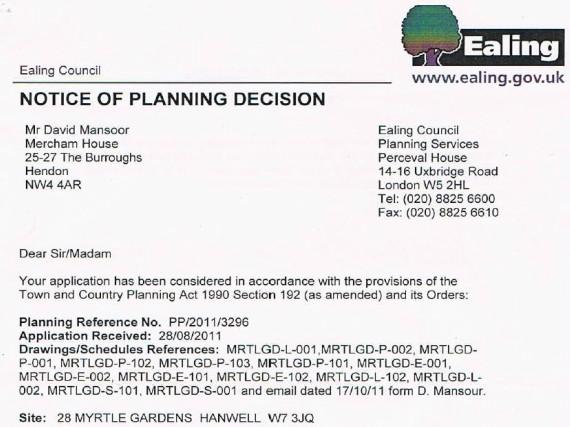 Ealing
www.ealing.gov.uk
Ealing Council
NOTICE OF PLANNING DECISION
Mr David Mansoor
Mercham House
25-27 The Burroughs
Hendon
NW4 4AR
Ealing Council
Planning Services
Perceval House
14-16 Uxbridge Road
London W5 2HL
Tel: (020) 8825 6600
Fax: (020) 8825 6610
Dear Sir/Madam
Your application has been considered in accordance with the provisions of the
Town and Country Planning Act 1990 Section 192 (as amended) and its Orders:
Planning Reference No. PP/2011/3296
Application Received: 28/08/2011
Drawings/Schedules References: MRTLGD-L-001,MRTLGD-P-002, MRTLGD-
P-001, MRTLGD-P-102, MRTLGD-P-103, MRTLGD-P-101, MRTLGD-E-001,
MRTLGD-E-002, MRTLGD-E-101, MRTLGD-E-102, MRTLGD-L-102, MRTLGD-L-
002, MRTLGD-S-101, MRTLGD-S-001 and email dated 17/10/11 form D. Mansour.
Site: 28 MYRTLE GARDENS HANWELL W7 3JQ